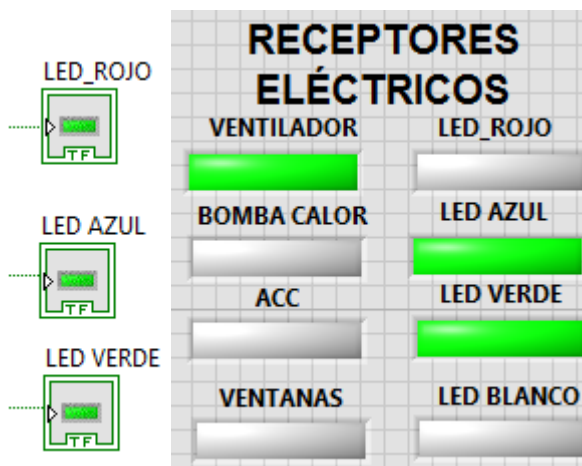 LED_ROJO
TF
LED AZUL
TF
LED VERDE
TF
RECEPTORES
ELÉCTRICOS
VENTILADOR
LED_ROJO
BOMBA CALOR
LED AZUL
ACC
LED VERDE
VENTANAS
LED BLANCO